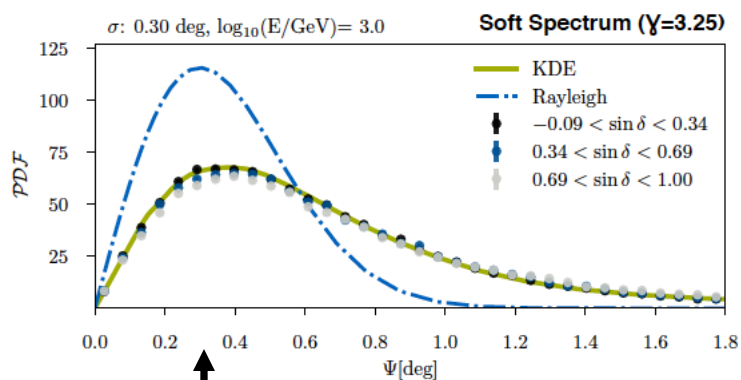 σ: 0.30 deg, log₁₀(E/GeV)= 3.0
Soft Spectrum (Ɣ=3.25)
125
100
75
50
25
PDF
KDE
Rayleigh
−0.09 < sin δ < 0.34
0.34 < sin δ < 0.69
0.69 < sin δ < 1.00
0.0 0.2 0.4 0.6 0.8 1.0 1.2 1.4 1.6 1.8
Ψ[deg]